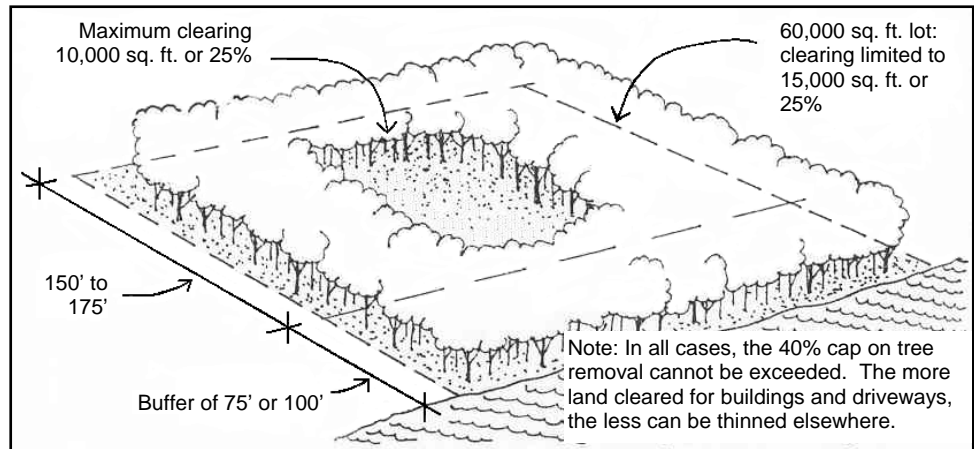 Maximum clearing
10,000 sq. ft. or 25%
60,000 sq. ft. lot:
clearing limited to
15,000 sq. ft. or
25%
150’ to
175’
Buffer of 75’ or 100’
Note: In all cases, the 40% cap on tree
removal cannot be exceeded. The more
land cleared for buildings and driveways,
the less can be thinned elsewhere.